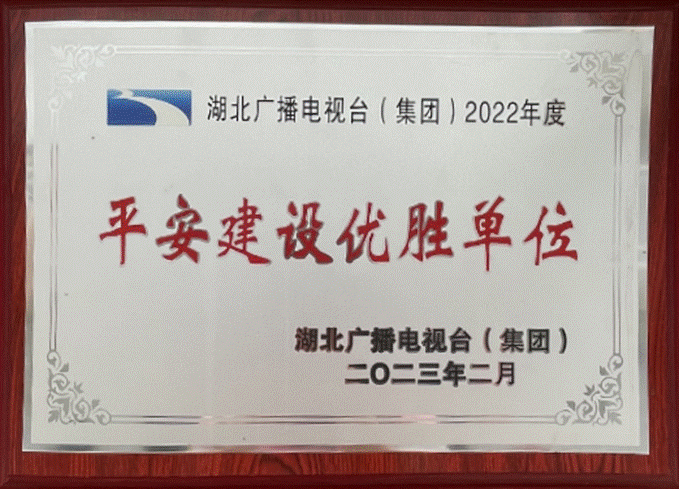 湖北广播电视台（集团）2022年度
平安建设优胜单位
湖北广播电视台（集团）
二〇二三年二月